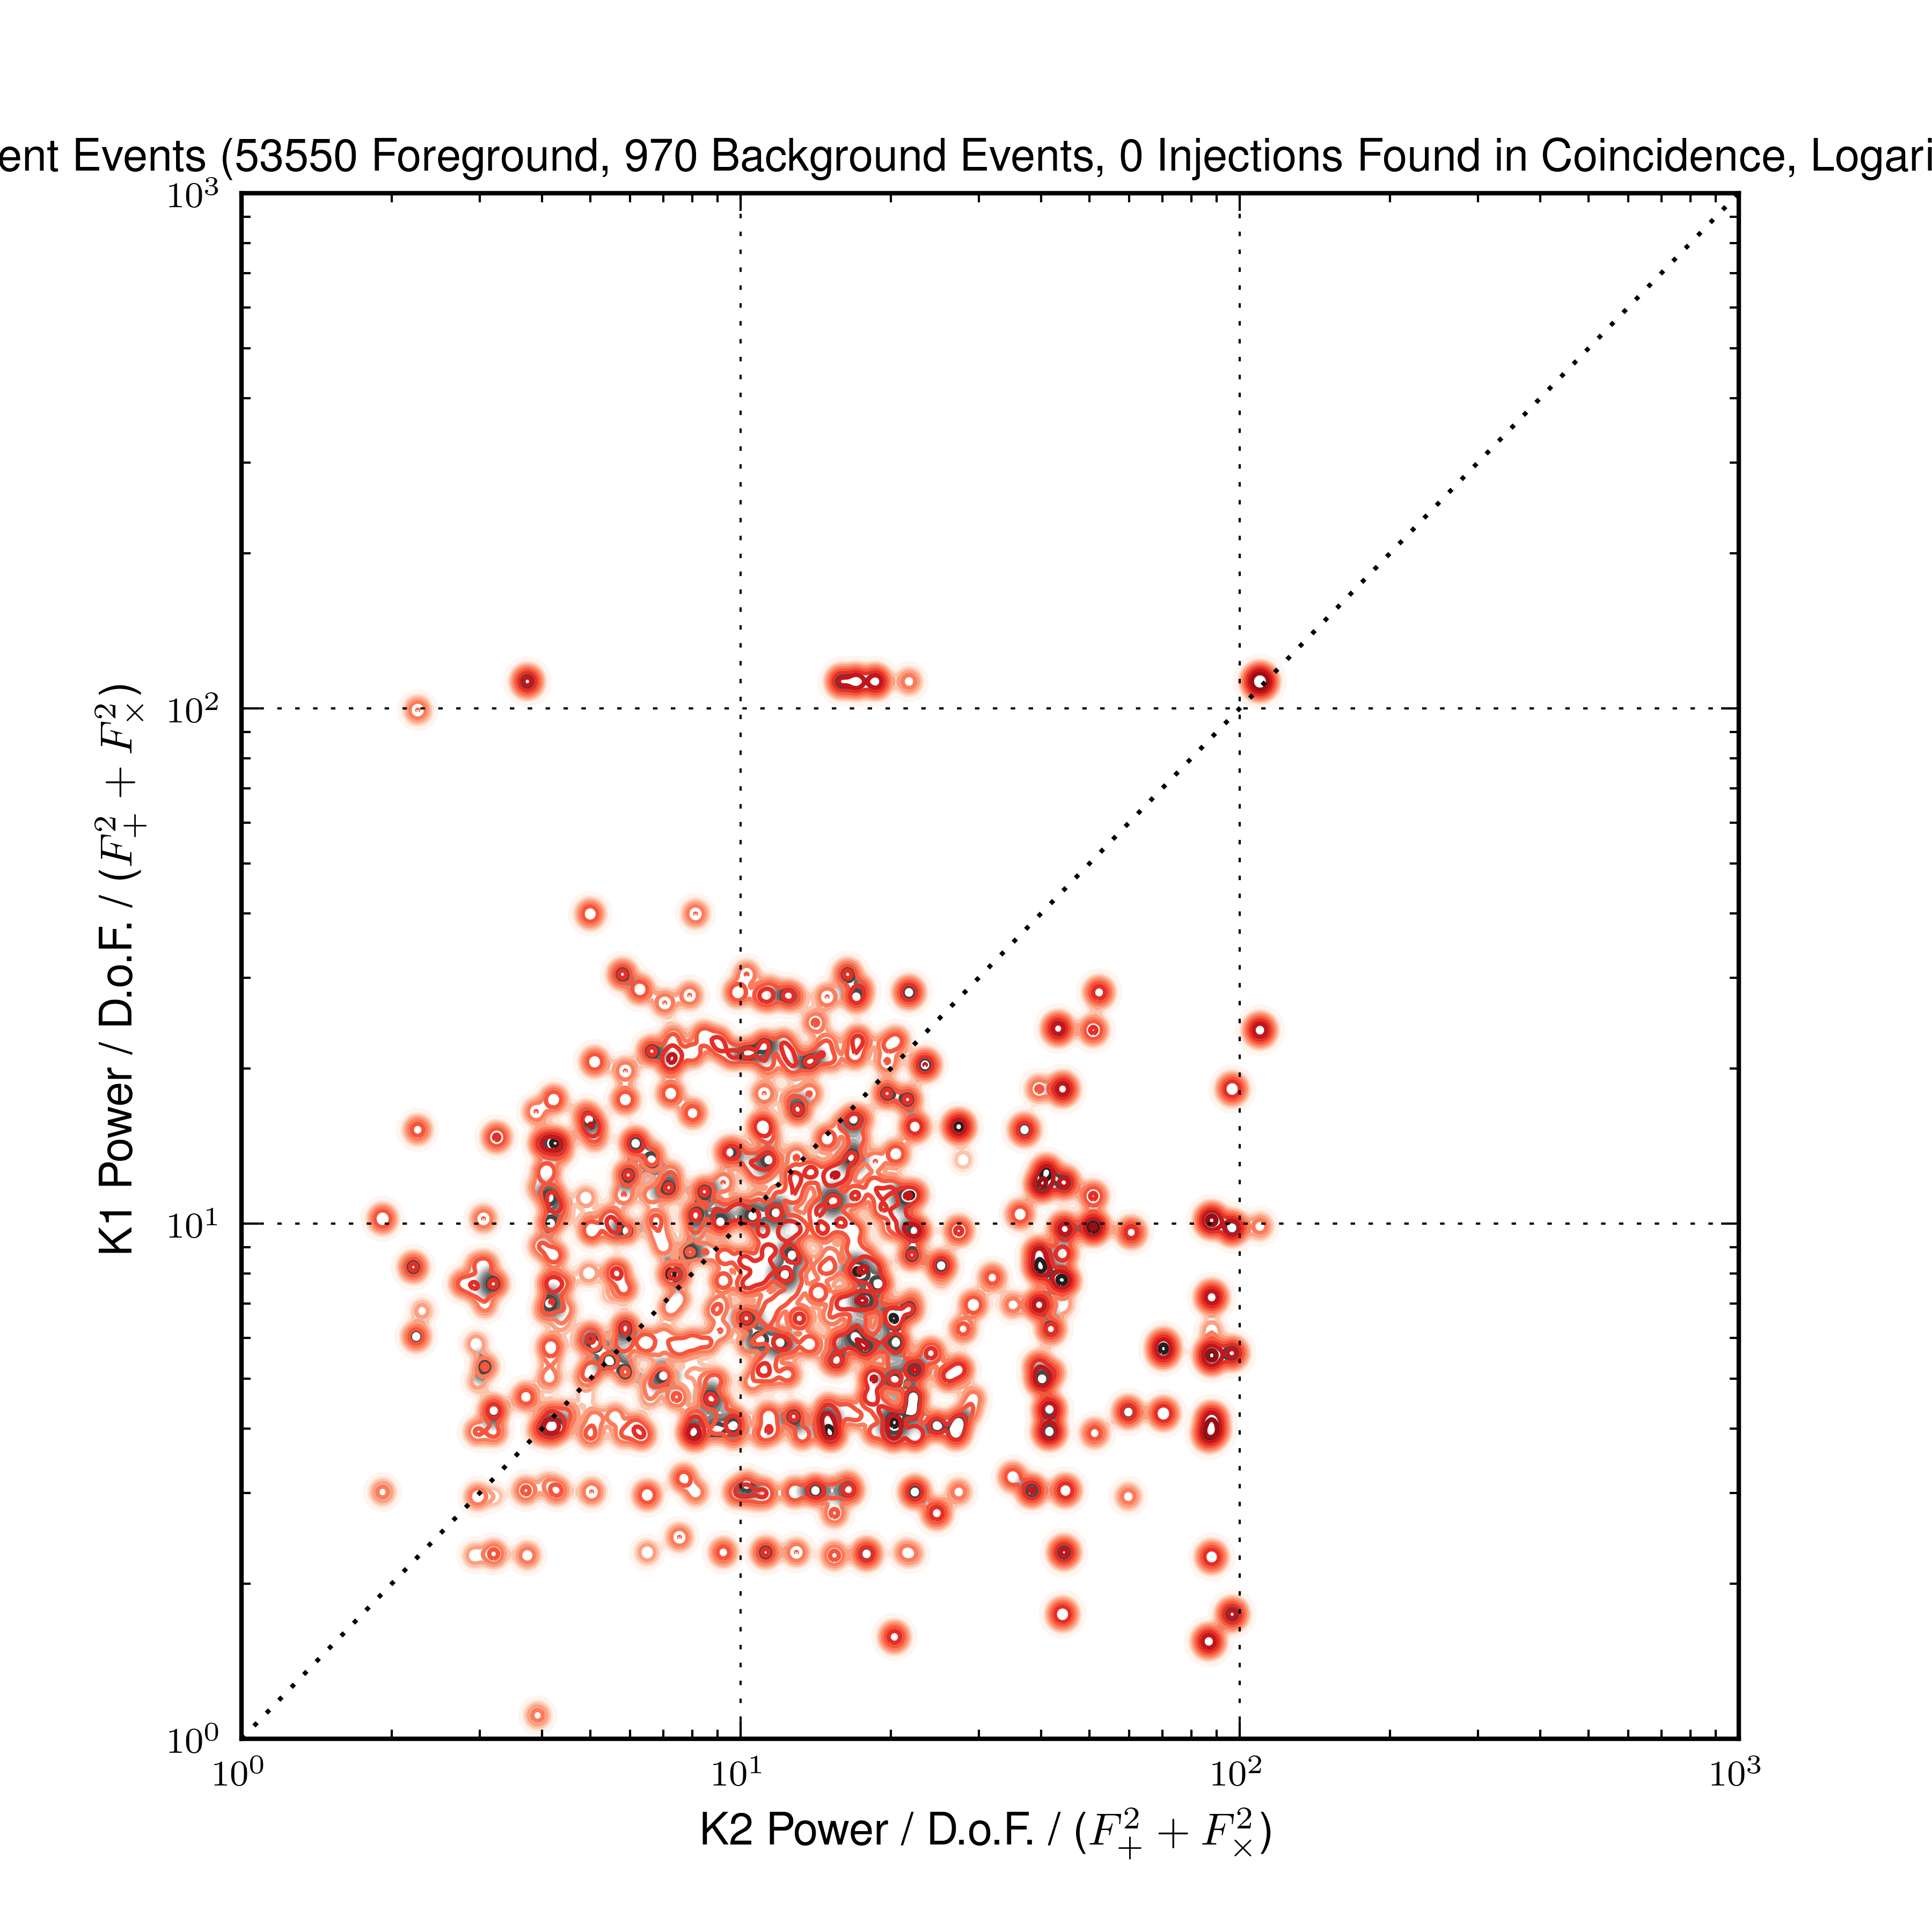 ent Events (53550 Foreground, 970 Background Events, 0 Injections Found in Coincidence, Logari
10³
10²
10¹
10⁰
K1 Power / D.o.F. / (F₊² + F×²)
10⁰ 10¹ 10² 10³
K2 Power / D.o.F. / (F₊² + F×²)